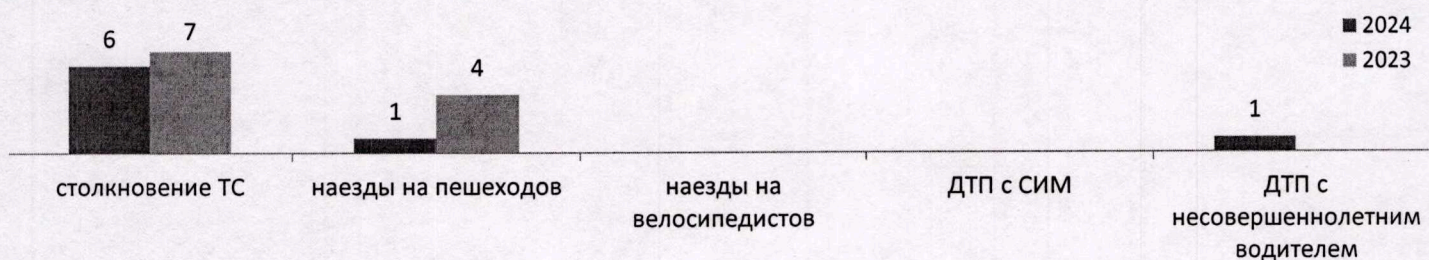 6
7
1
4
1
2024
2023
столкновение ТС
наезды на пешеходов
наезды на
велосипедистов
ДТП с СИМ
ДТП с
несовершеннолетним
водителем